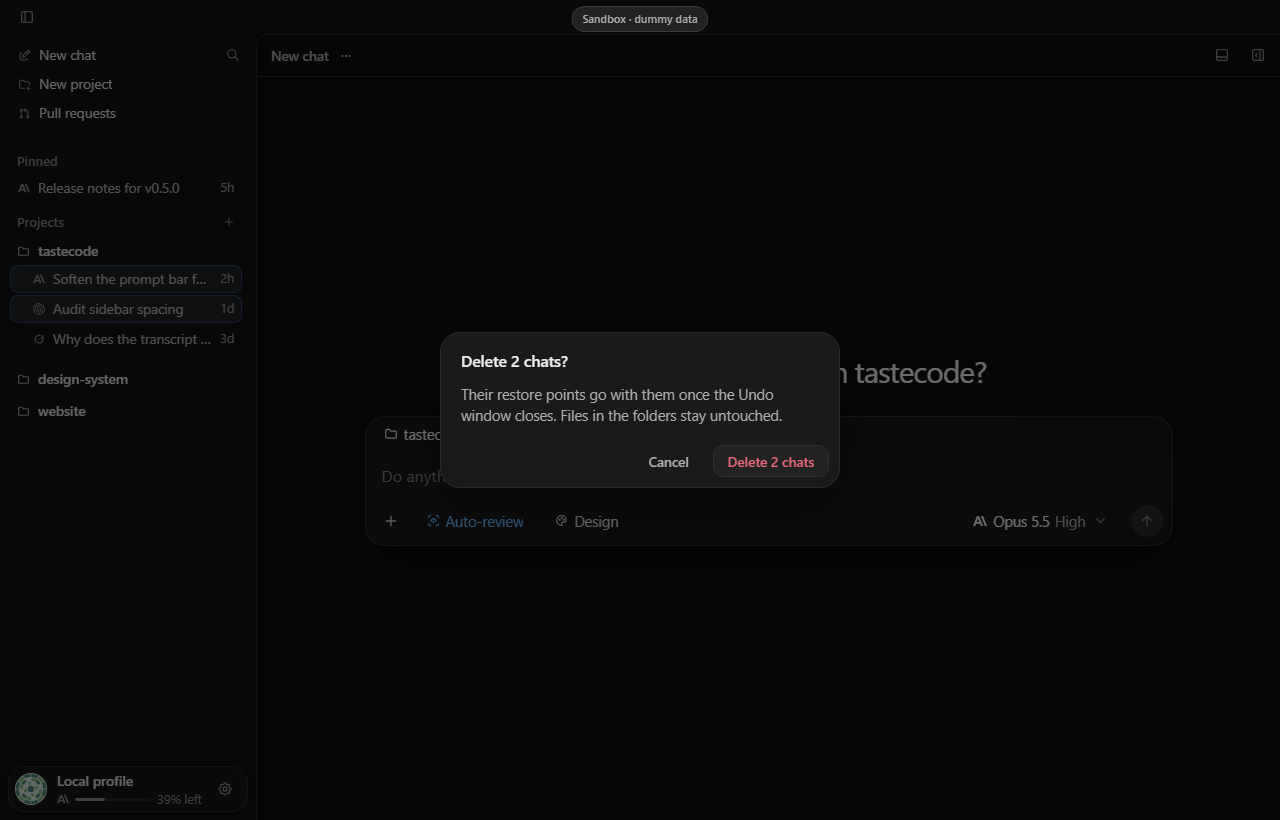 Sandbox · dummy data
New chat
New project
Pull requests
Pinned
Release notes for v0.5.0 5h
Projects
tastecode
Soften the prompt bar f... 2h
Audit sidebar spacing 1d
Why does the transcript ... 3d
design-system
website
Local profile
39% left
New chat ...
tastecode?
Delete 2 chats?
Their restore points go with them once the Undo
window closes. Files in the folders stay untouched.
Cancel Delete 2 chats
Auto-review Design Opus 5.5 High